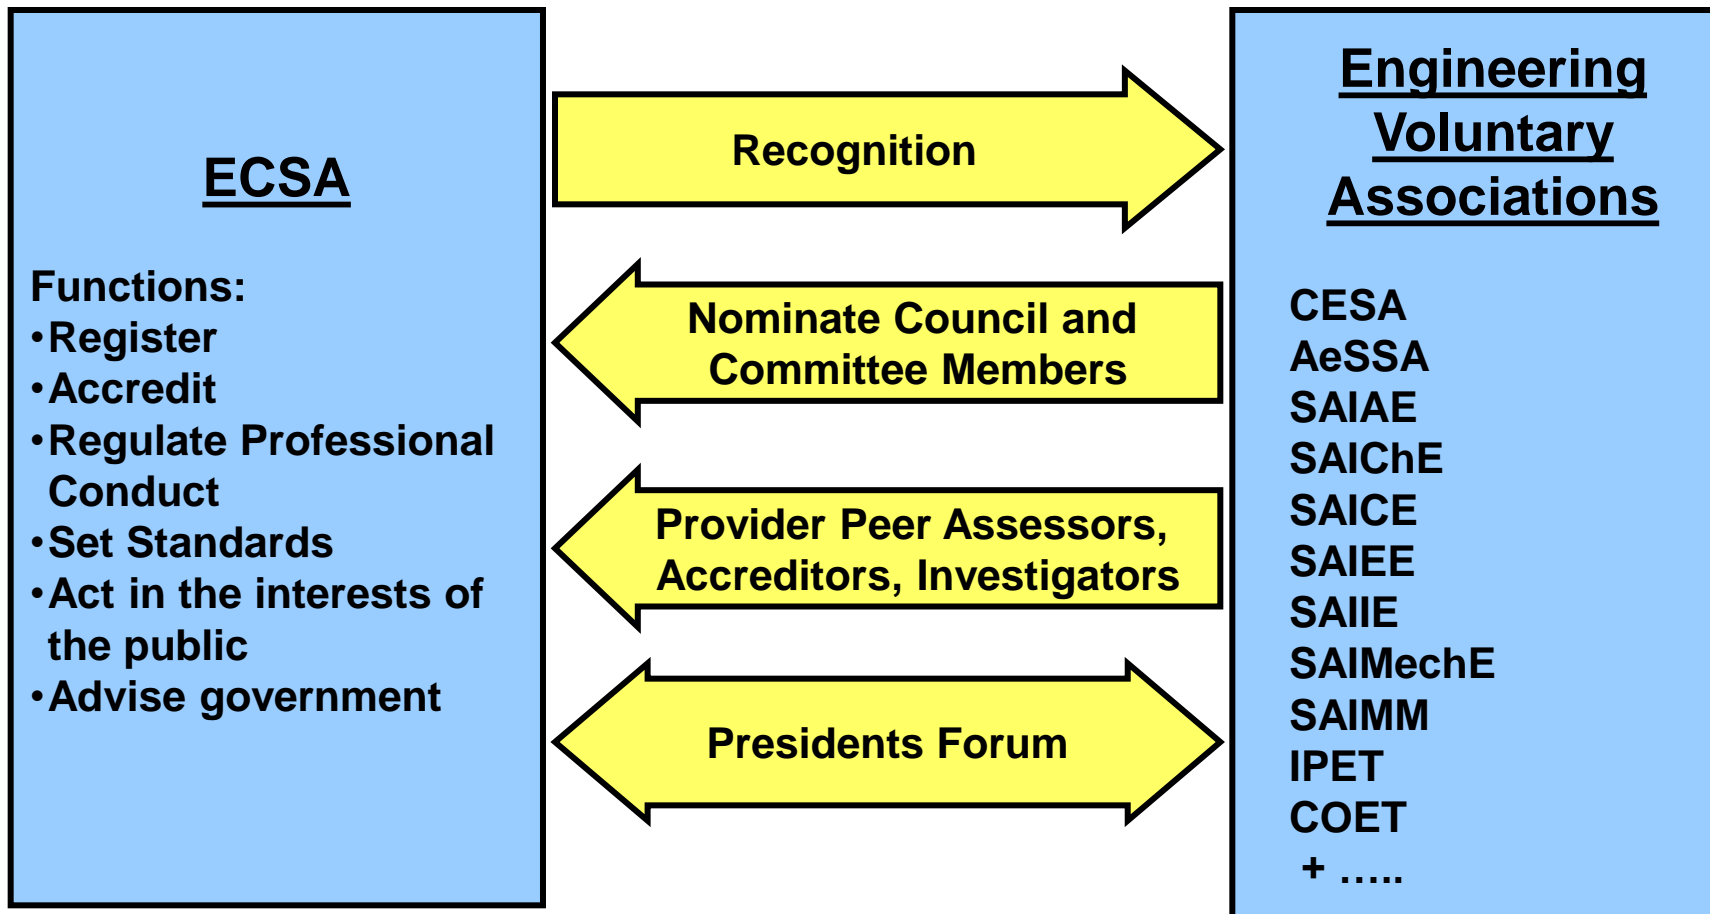 ECSA
Functions:
•Register
•Accredit
•Regulate Professional
Conduct
•Set Standards
•Act in the interests of
the public
•Advise government
Recognition
Nominate Council and
Committee Members
Provider Peer Assessors,
Accreditors, Investigators
Presidents Forum
Engineering
Voluntary
Associations
CESA
AeSSA
SAIAE
SAIChE
SAICE
SAIEE
SAIIE
SAIMechE
SAIMM
IPET
COET
+ …..